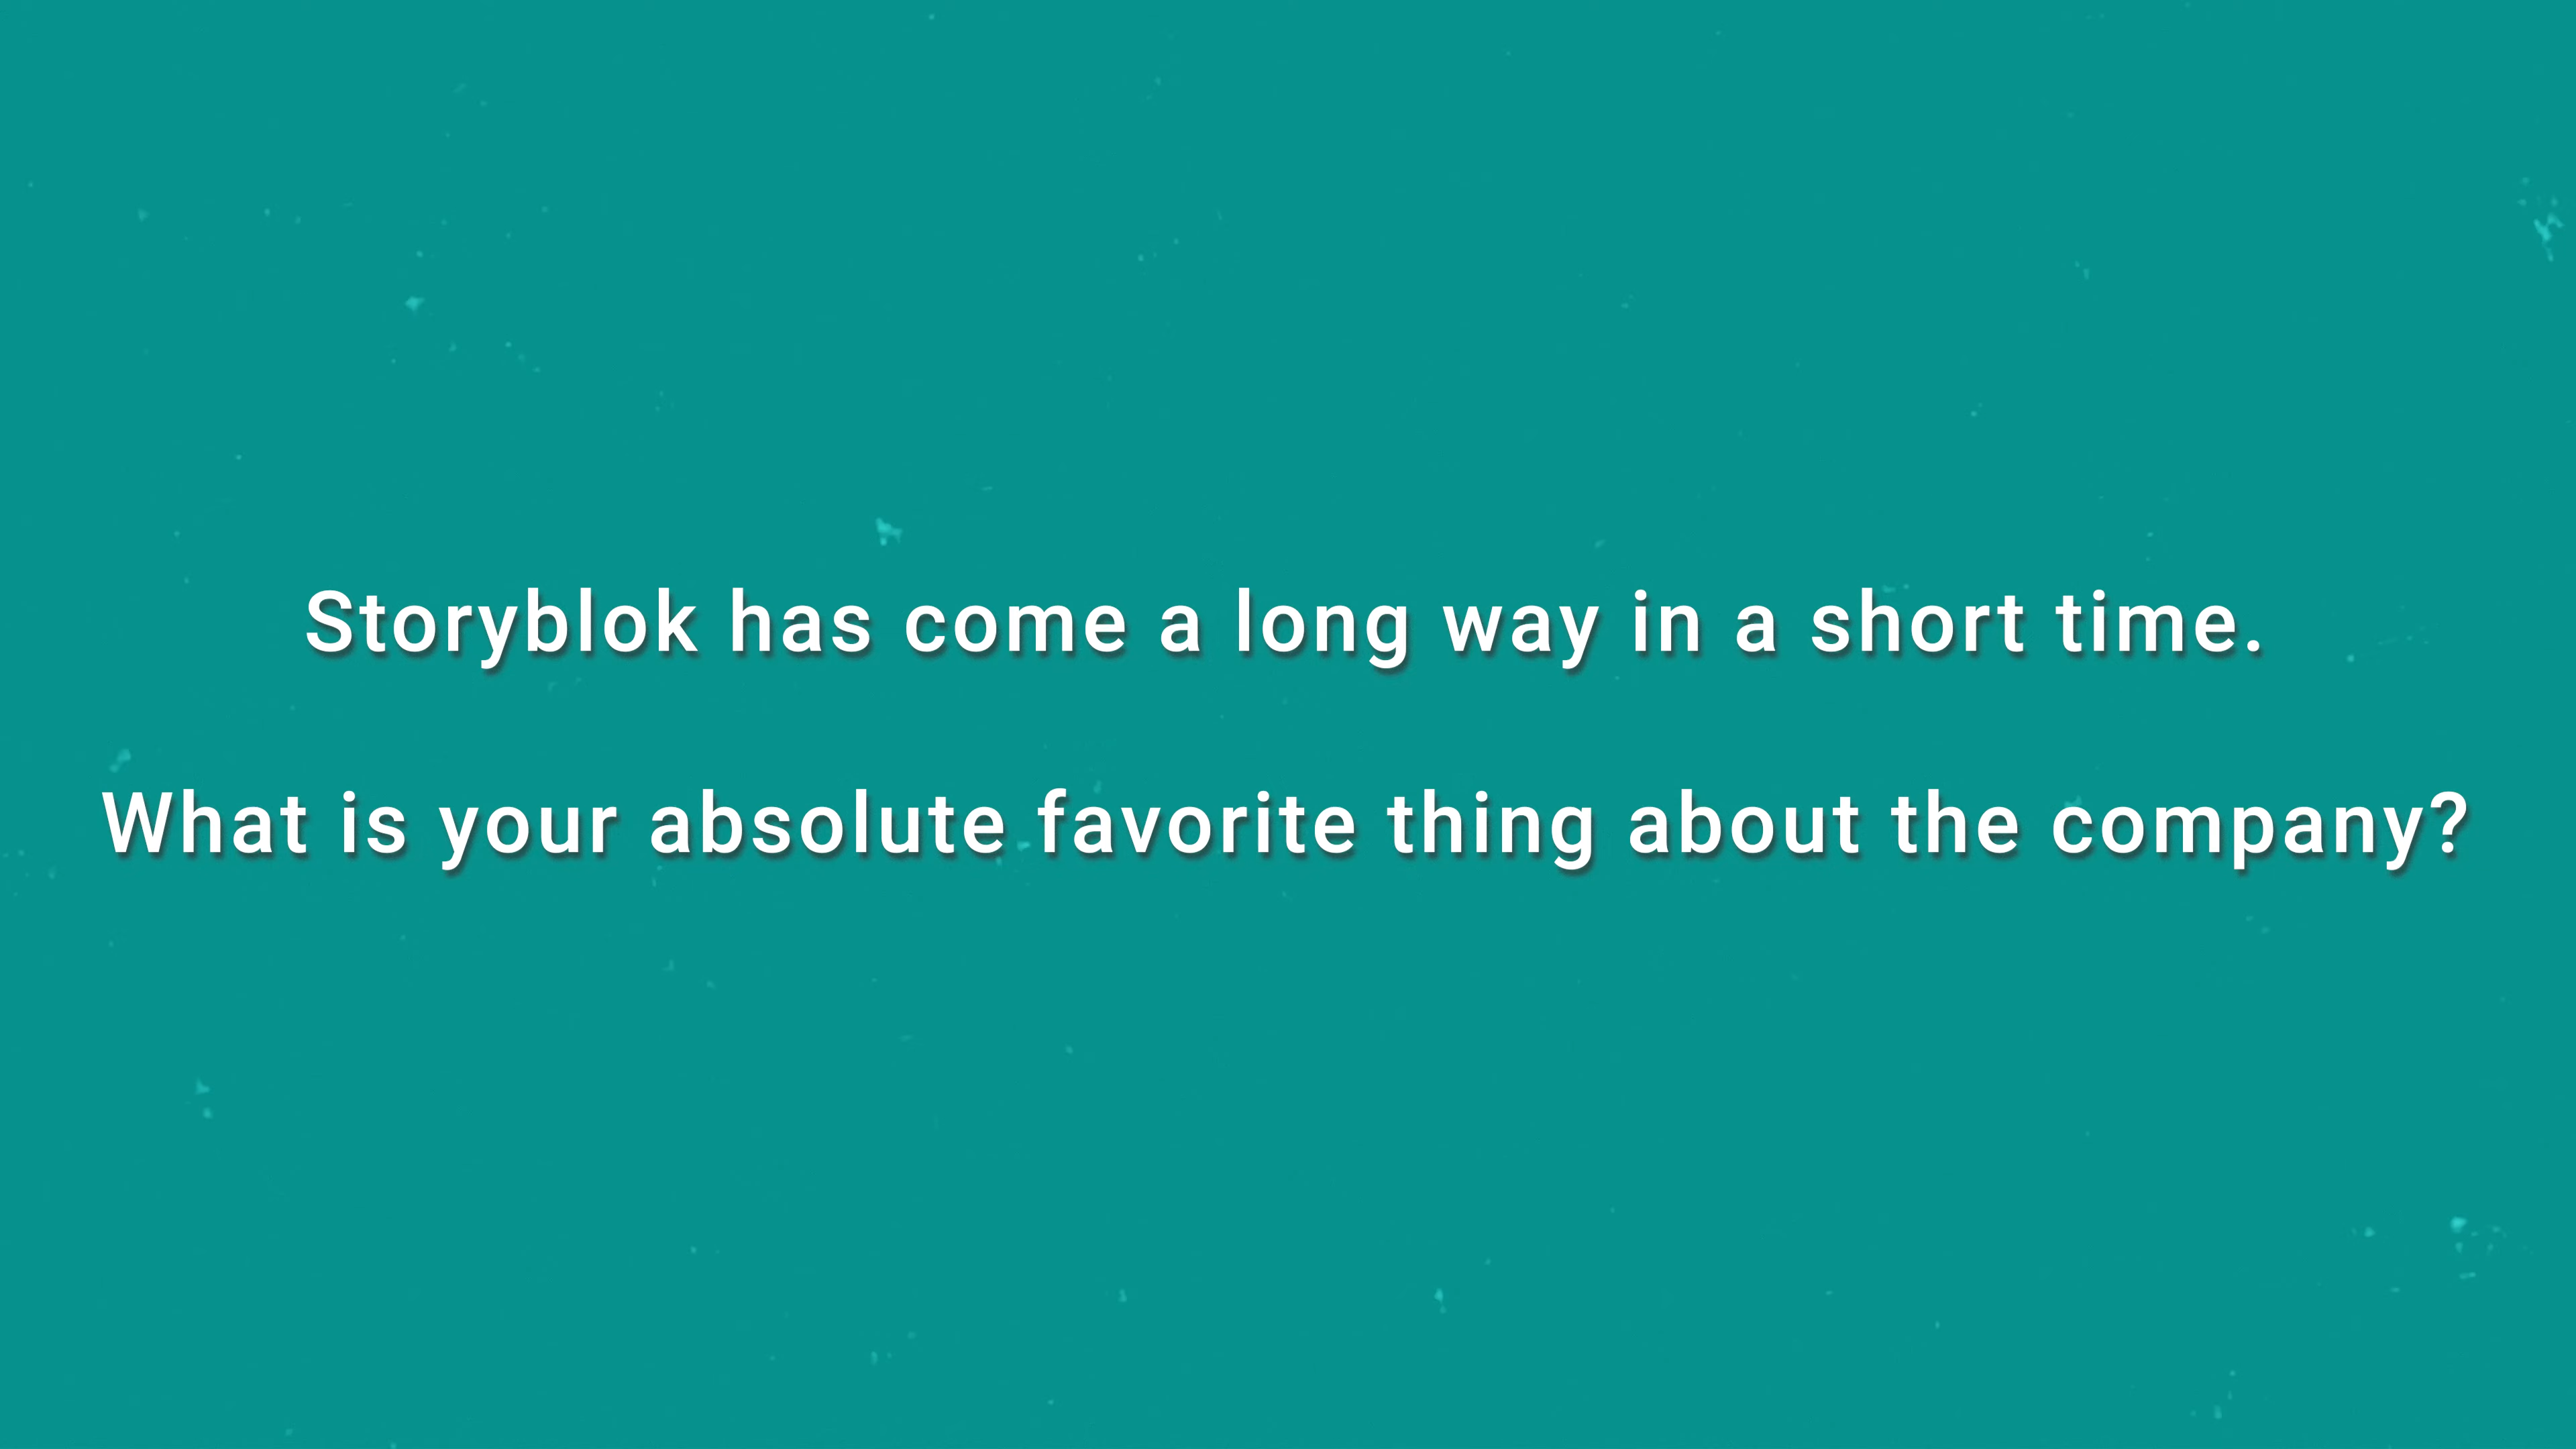 Storyblok has come a long way in a short time.
What is your absolute favorite thing about the company?